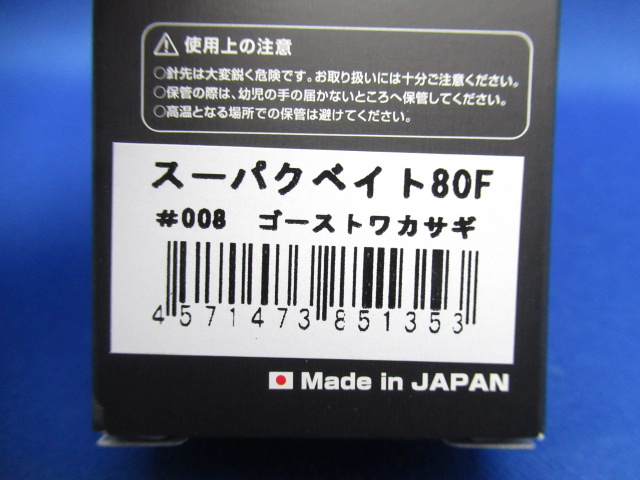 使用上の注意
○針先は大変鋭く危険です。お取り扱いには十分ご注意ください。
○保管の際は、幼児の手の届かないところへ保管してください。
○高温となる場所での保管は避けてください。
スーパクベイト80F
#008 ゴーストワカサギ
4571473851353
Made in JAPAN